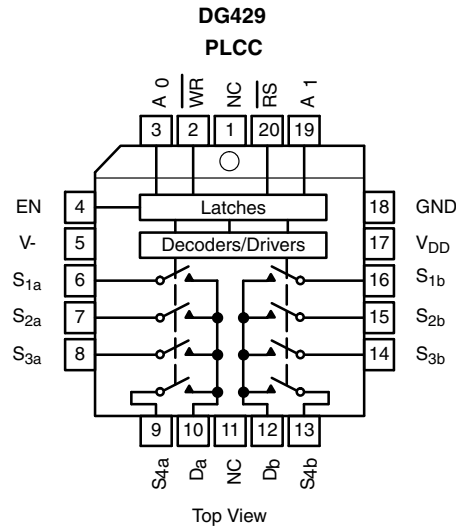 DG429
PLCC
A 0
WR
NC
RS
A 1
3
2
1
20
19
EN
4
Latches
18
GND
V-
5
Decoders/Drivers
17
VDD
S1a
6
16
S1b
S2a
7
15
S2b
S3a
8
14
S3b
9
10
11
12
13
S4a
Da
NC
Db
S4b
Top View